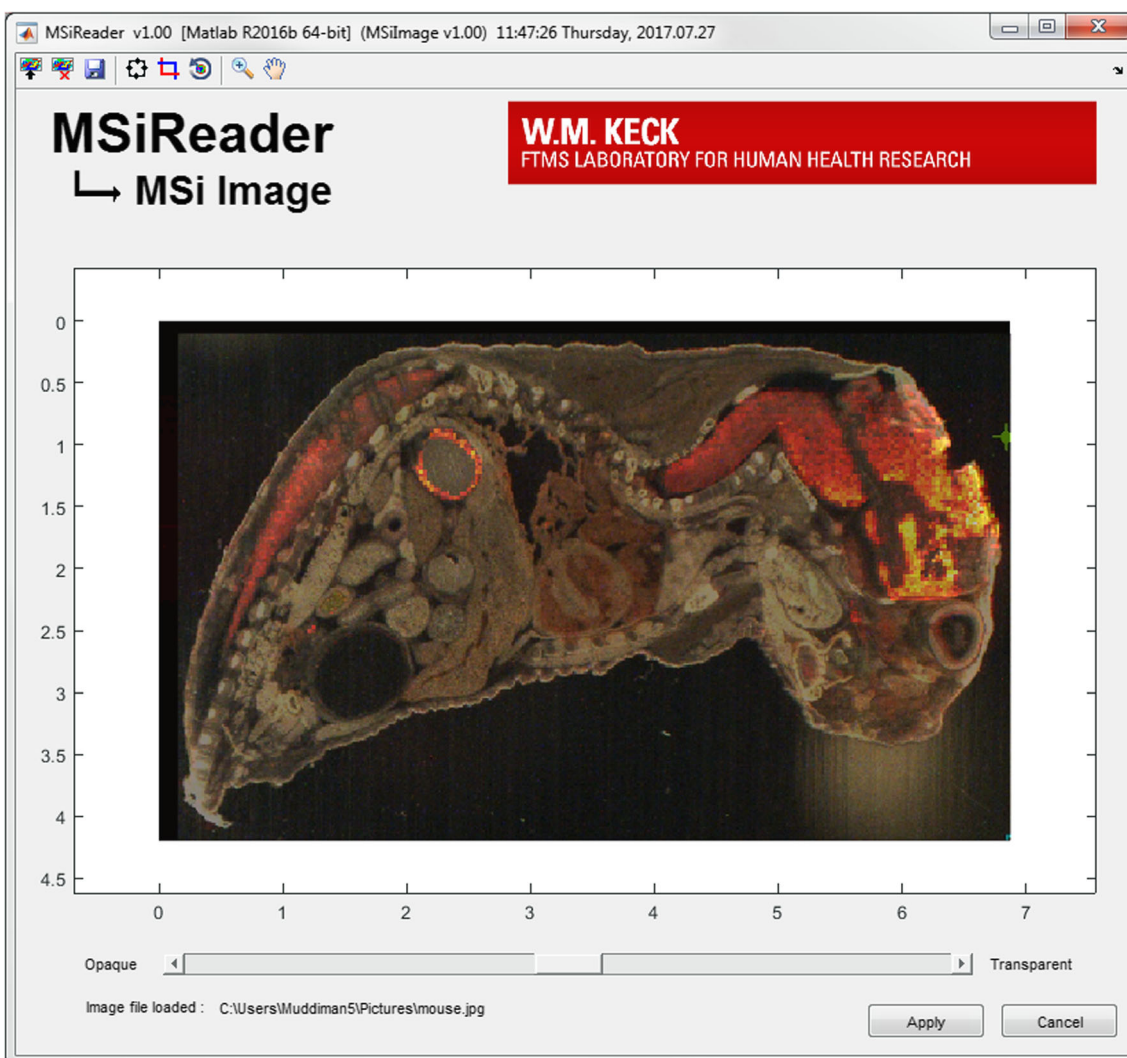 MSiReader v1.00 [Matlab R2016b 64-bit] (MSiImage v1.00) 11:47:26 Thursday, 2017.07.27
MSiReader
MSi Image
W.M. KECK
FTMS LABORATORY FOR HUMAN HEALTH RESEARCH
0
0.5
1
1.5
2
2.5
3
3.5
4
4.5
0 1 2 3 4 5 6 7
Opaque Transparent
Image file loaded : C:\Users\Muddiman5\Pictures\mouse.jpg
Apply Cancel